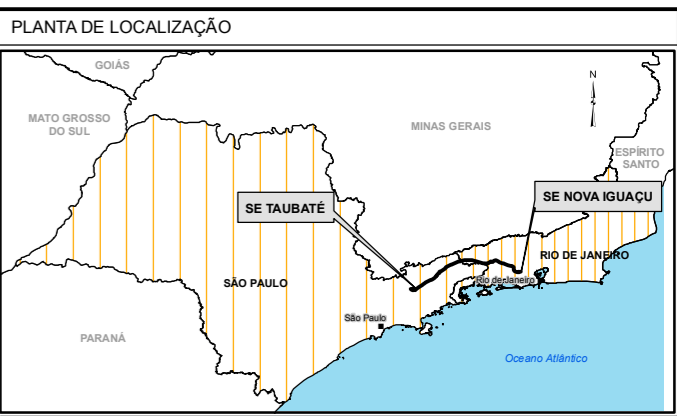 PLANTA DE LOCALIZAÇÃO
GOIÁS
N
MATO GROSSO
DO SUL
MINAS GERAIS
ESPÍRITO
SANTO
SE TAUBATÉ
SE NOVA IGUAÇU
RIO DE JANEIRO
SÃO PAULO
Rio de Janeiro
São Paulo
PARANÁ
Oceano Atlântico